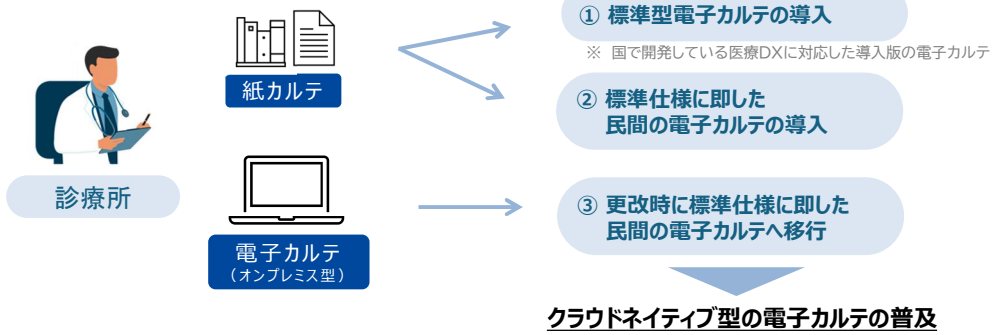 ① 標準型電子カルテの導入
※ 国で開発している医療DXに対応した導入版の電子カルテ
紙カルテ
② 標準仕様に即した
民間の電子カルテの導入
診療所
③ 更改時に標準仕様に即した
民間の電子カルテへ移行
電子カルテ
（オンプレミス型）
クラウドネイティブ型の電子カルテの普及